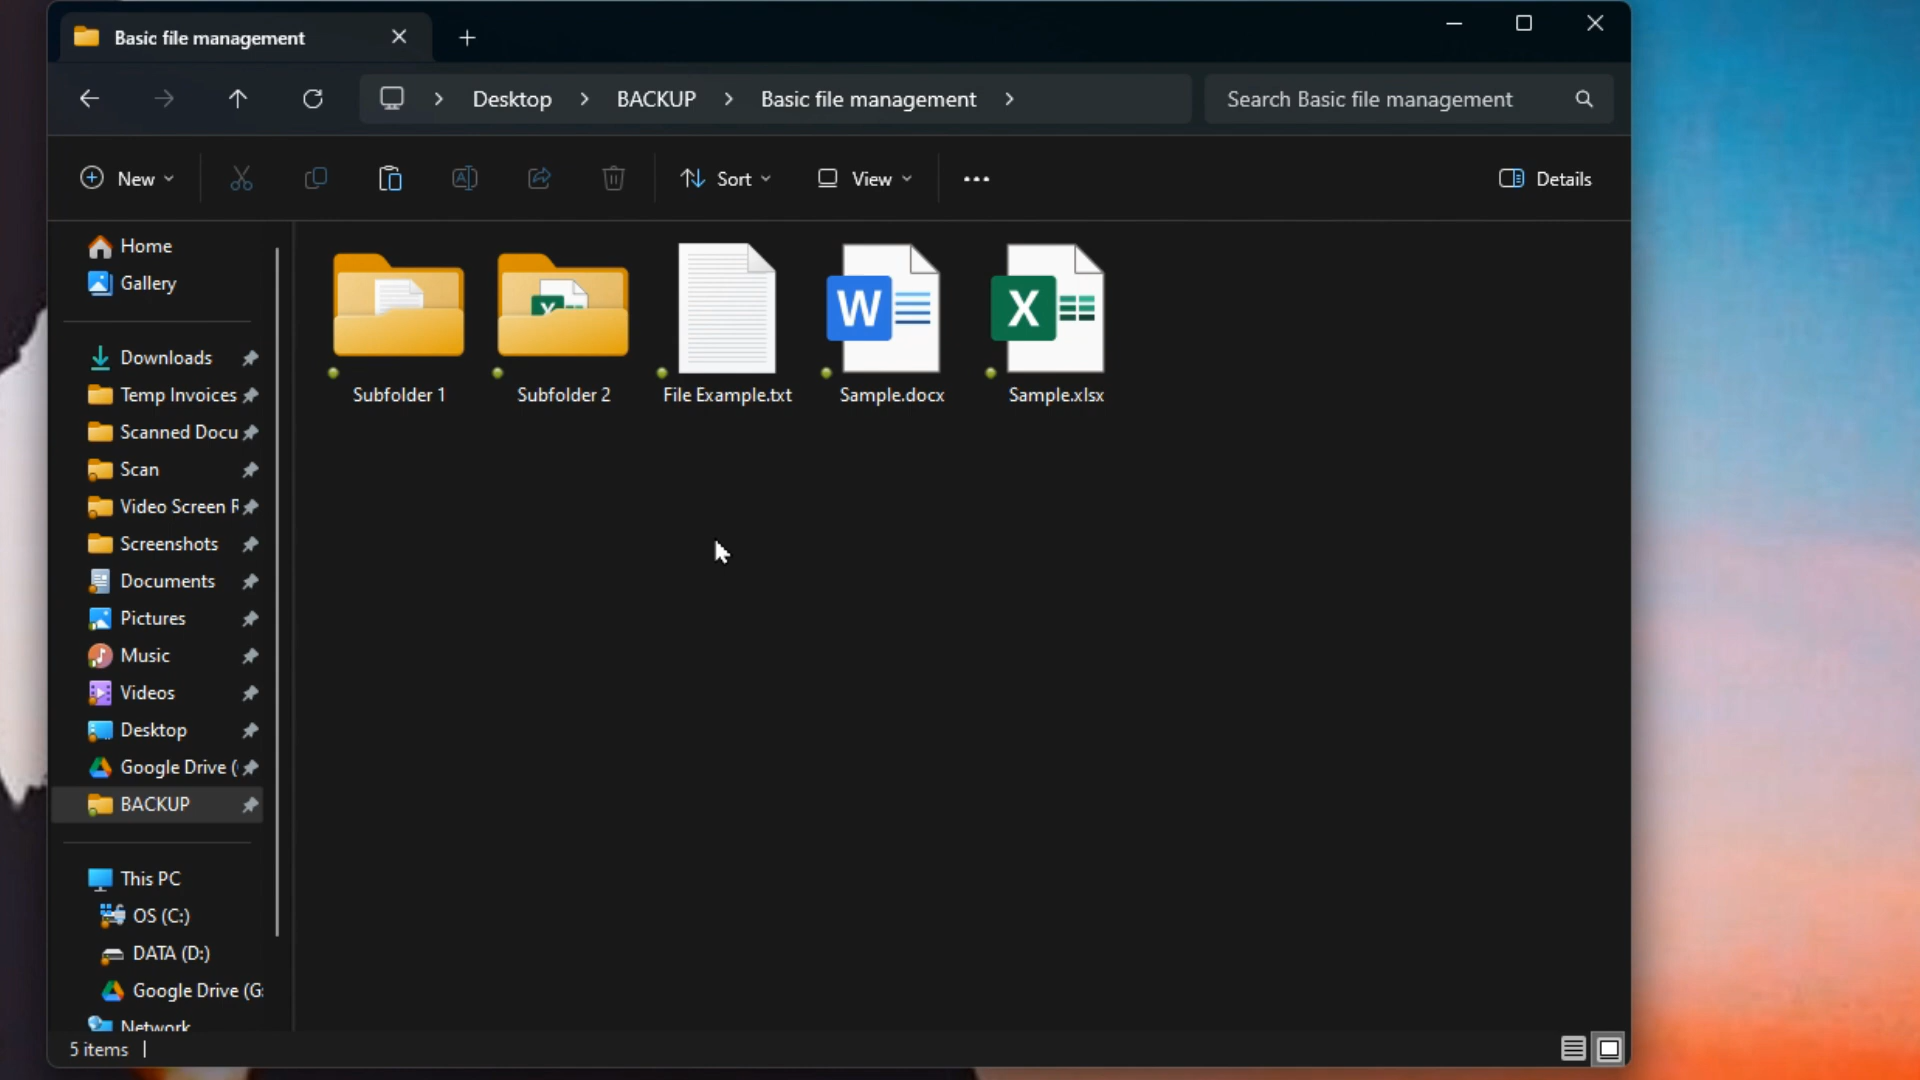 Basic file management
Desktop > BACKUP > Basic file management >
Search Basic file management
New
Sort
View
Details
Home
Gallery
Downloads
Temp Invoices
Scanned Docu
Scan
Video Screen R
Screenshots
Documents
Pictures
Music
Videos
Desktop
Google Drive (
BACKUP
This PC
OS (C:)
DATA (D:)
Google Drive (G:
Network
Subfolder 1
Subfolder 2
File Example.txt
W
Sample.docx
X
Sample.xlsx
5 items